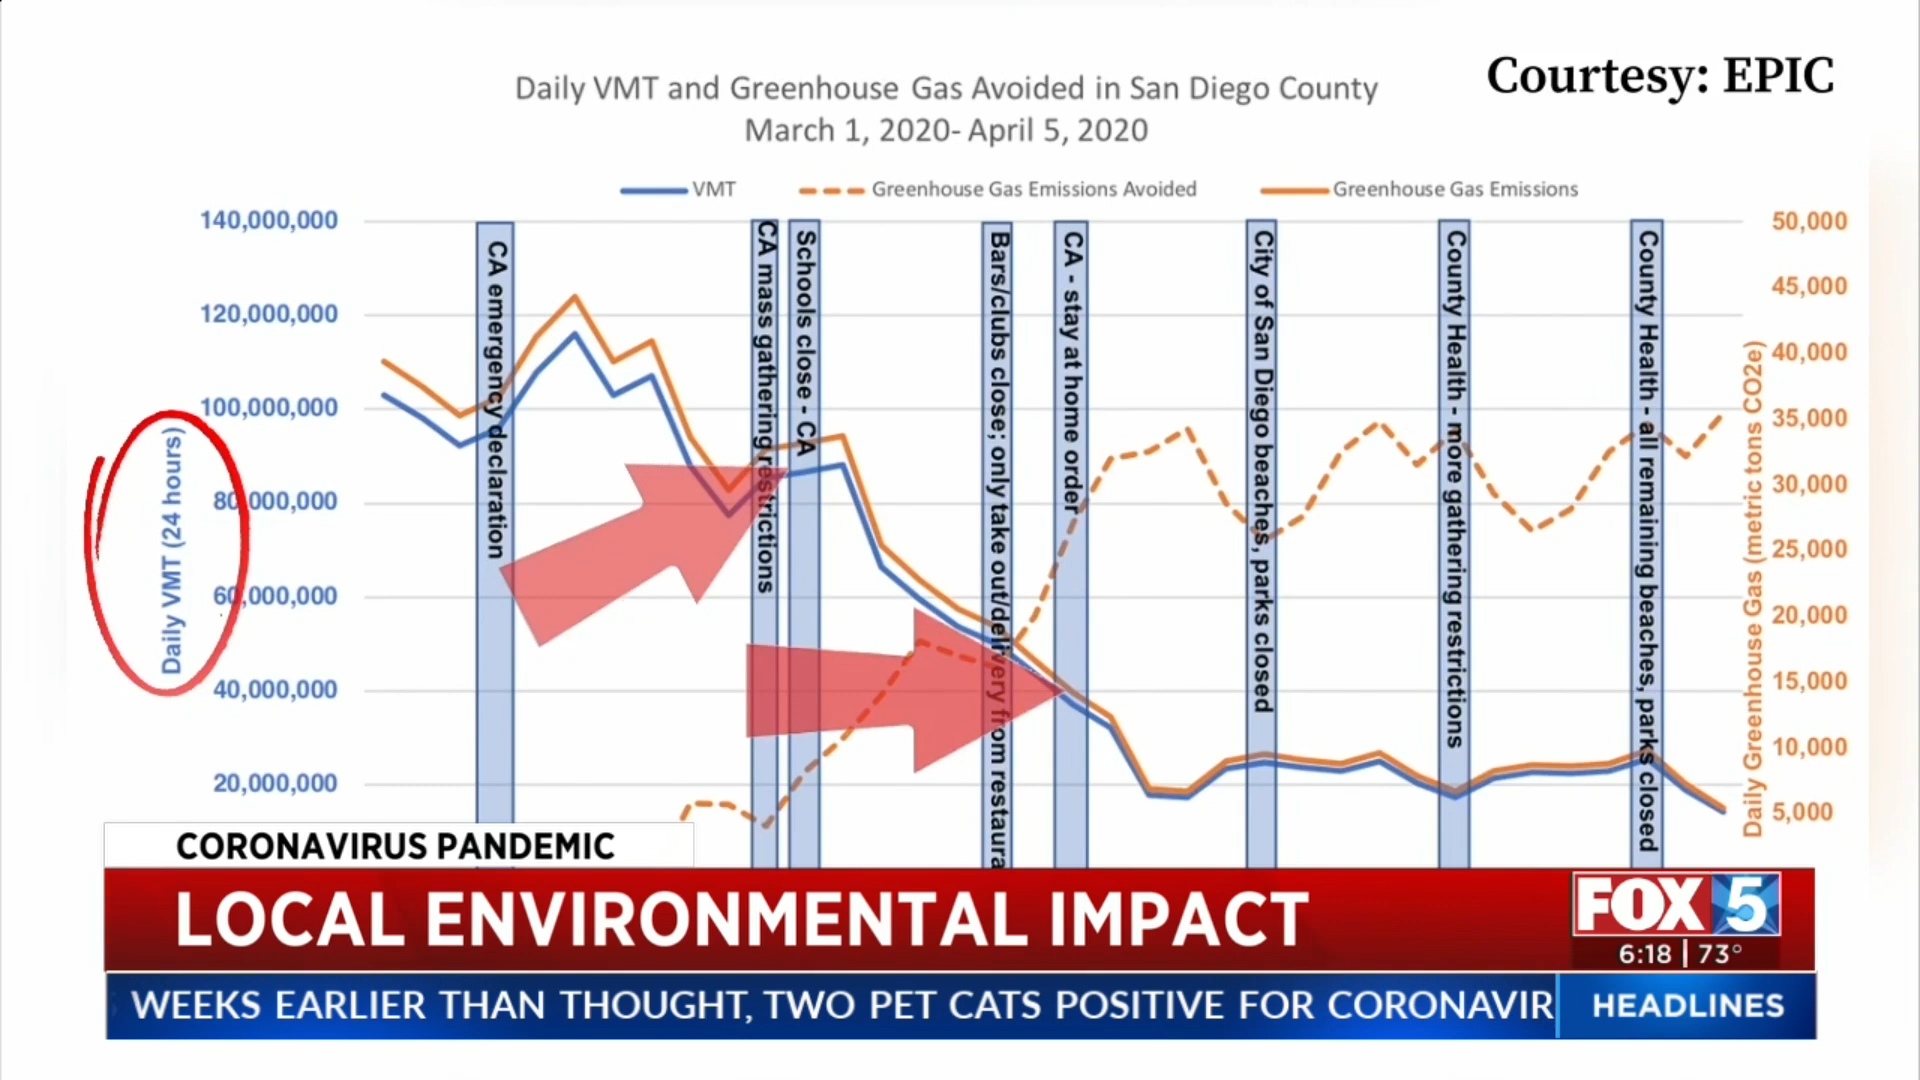 Courtesy: EPIC
Daily VMT and Greenhouse Gas Avoided in San Diego County
March 1, 2020- April 5, 2020
VMT
Greenhouse Gas Emissions Avoided
Greenhouse Gas Emissions
140,000,000
120,000,000
100,000,000
80,000,000
60,000,000
40,000,000
20,000,000
Daily VMT (24 hours)
CA emergency declaration
CA mass gathering restrictions
Schools close - CA
Bars/clubs close; only take out/delivery from restaura
CA - stay at home order
City of San Diego beaches, parks closed
County Health - more gathering restrictions
County Health - all remaining beaches, parks closed
50,000
45,000
40,000
35,000
30,000
25,000
20,000
15,000
10,000
5,000
Daily Greenhouse Gas (metric tons CO2e)
CORONAVIRUS PANDEMIC
LOCAL ENVIRONMENTAL IMPACT
FOX 5
6:18 | 73°
WEEKS EARLIER THAN THOUGHT, TWO PET CATS POSITIVE FOR CORONAVIR
HEADLINES